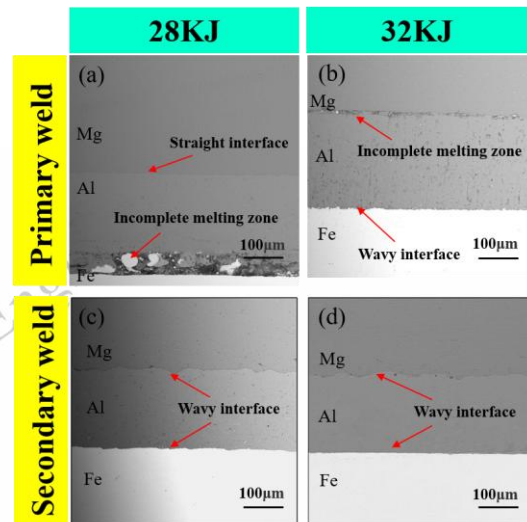 28KJ
32KJ
Primary weld
(a)
Mg
Straight interface
Al
Incomplete melting zone
100μm
Fe
(b)
Mg
Incomplete melting zone
Al
Fe
Wavy interface
100μm
Secondary weld
(c)
Mg
Al
Wavy interface
Fe
100μm
(d)
Mg
Al
Wavy interface
Fe
100μm